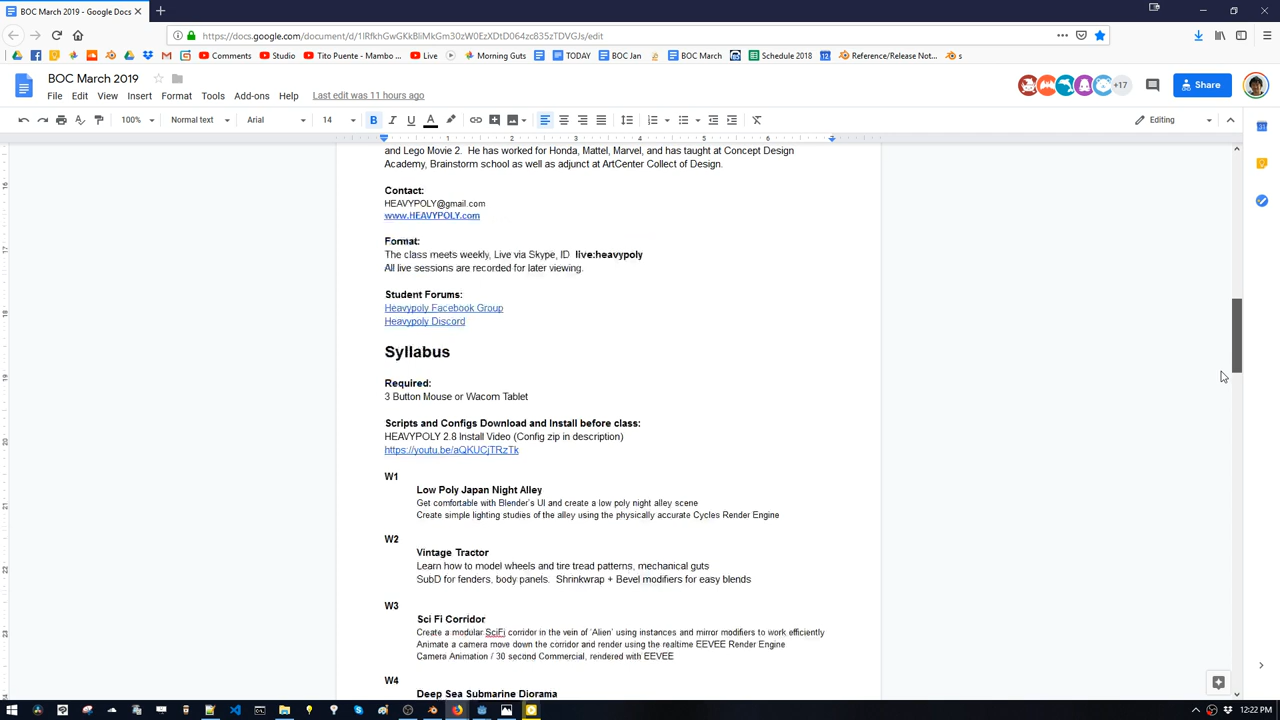 BOC March 2019 - Google Docs
https://docs.google.com/document/d/1IRfkhGwGKkBliMkGm30zW0EzXDtD064zc835zTDVGJs/edit
Comments
Studio
Tito Puente - Mambo ...
Live
Morning Guts
TODAY
BOC Jan
BOC March
Schedule 2018
Reference/Release Not...
s
BOC March 2019
+17
Share
File Edit View Insert Format Tools Add-ons Help Last edit was 11 hours ago
100% Normal text Arial 14 Editing
1 2 3 4 5 6 7
and Lego Movie 2. He has worked for Honda, Mattel, Marvel, and has taught at Concept Design
Academy, Brainstorm school as well as adjunct at ArtCenter Collect of Design.
Contact:
HEAVYPOLY@gmail.com
www.HEAVYPOLY.com
Format:
The class meets weekly, Live via Skype, ID live:heavypoly
All live sessions are recorded for later viewing.
Student Forums:
Heavypoly Facebook Group
Heavypoly Discord
Syllabus
Required:
3 Button Mouse or Wacom Tablet
Scripts and Configs Download and Install before class:
HEAVYPOLY 2.8 Install Video (Config zip in description)
https://youtu.be/aQKUCjTRzTk
W1
Low Poly Japan Night Alley
Get comfortable with Blender's UI and create a low poly night alley scene
Create simple lighting studies of the alley using the physically accurate Cycles Render Engine
W2
Vintage Tractor
Learn how to model wheels and tire tread patterns, mechanical guts
SubD for fenders, body panels. Shrinkwrap + Bevel modifiers for easy blends
W3
Sci Fi Corridor
Create a modular SciFi corridor in the vein of 'Alien' using instances and mirror modifiers to work efficiently
Animate a camera move down the corridor and render using the realtime EEVEE Render Engine
Camera Animation / 30 second Commercial, rendered with EEVEE
W4
Deep Sea Submarine Diorama
12:22 PM